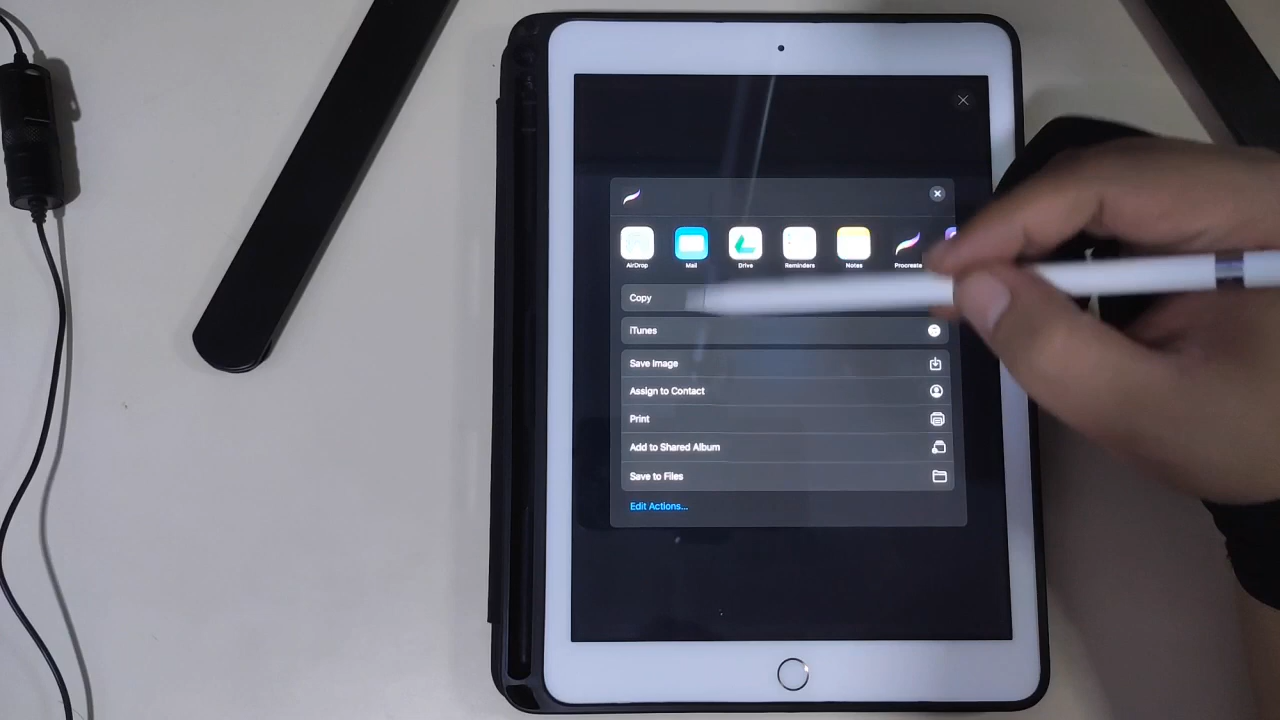 AirDrop Mail Drive Reminders Notes Procreate
Copy
iTunes
Save Image
Assign to Contact
Print
Add to Shared Album
Save to Files
Edit Actions...